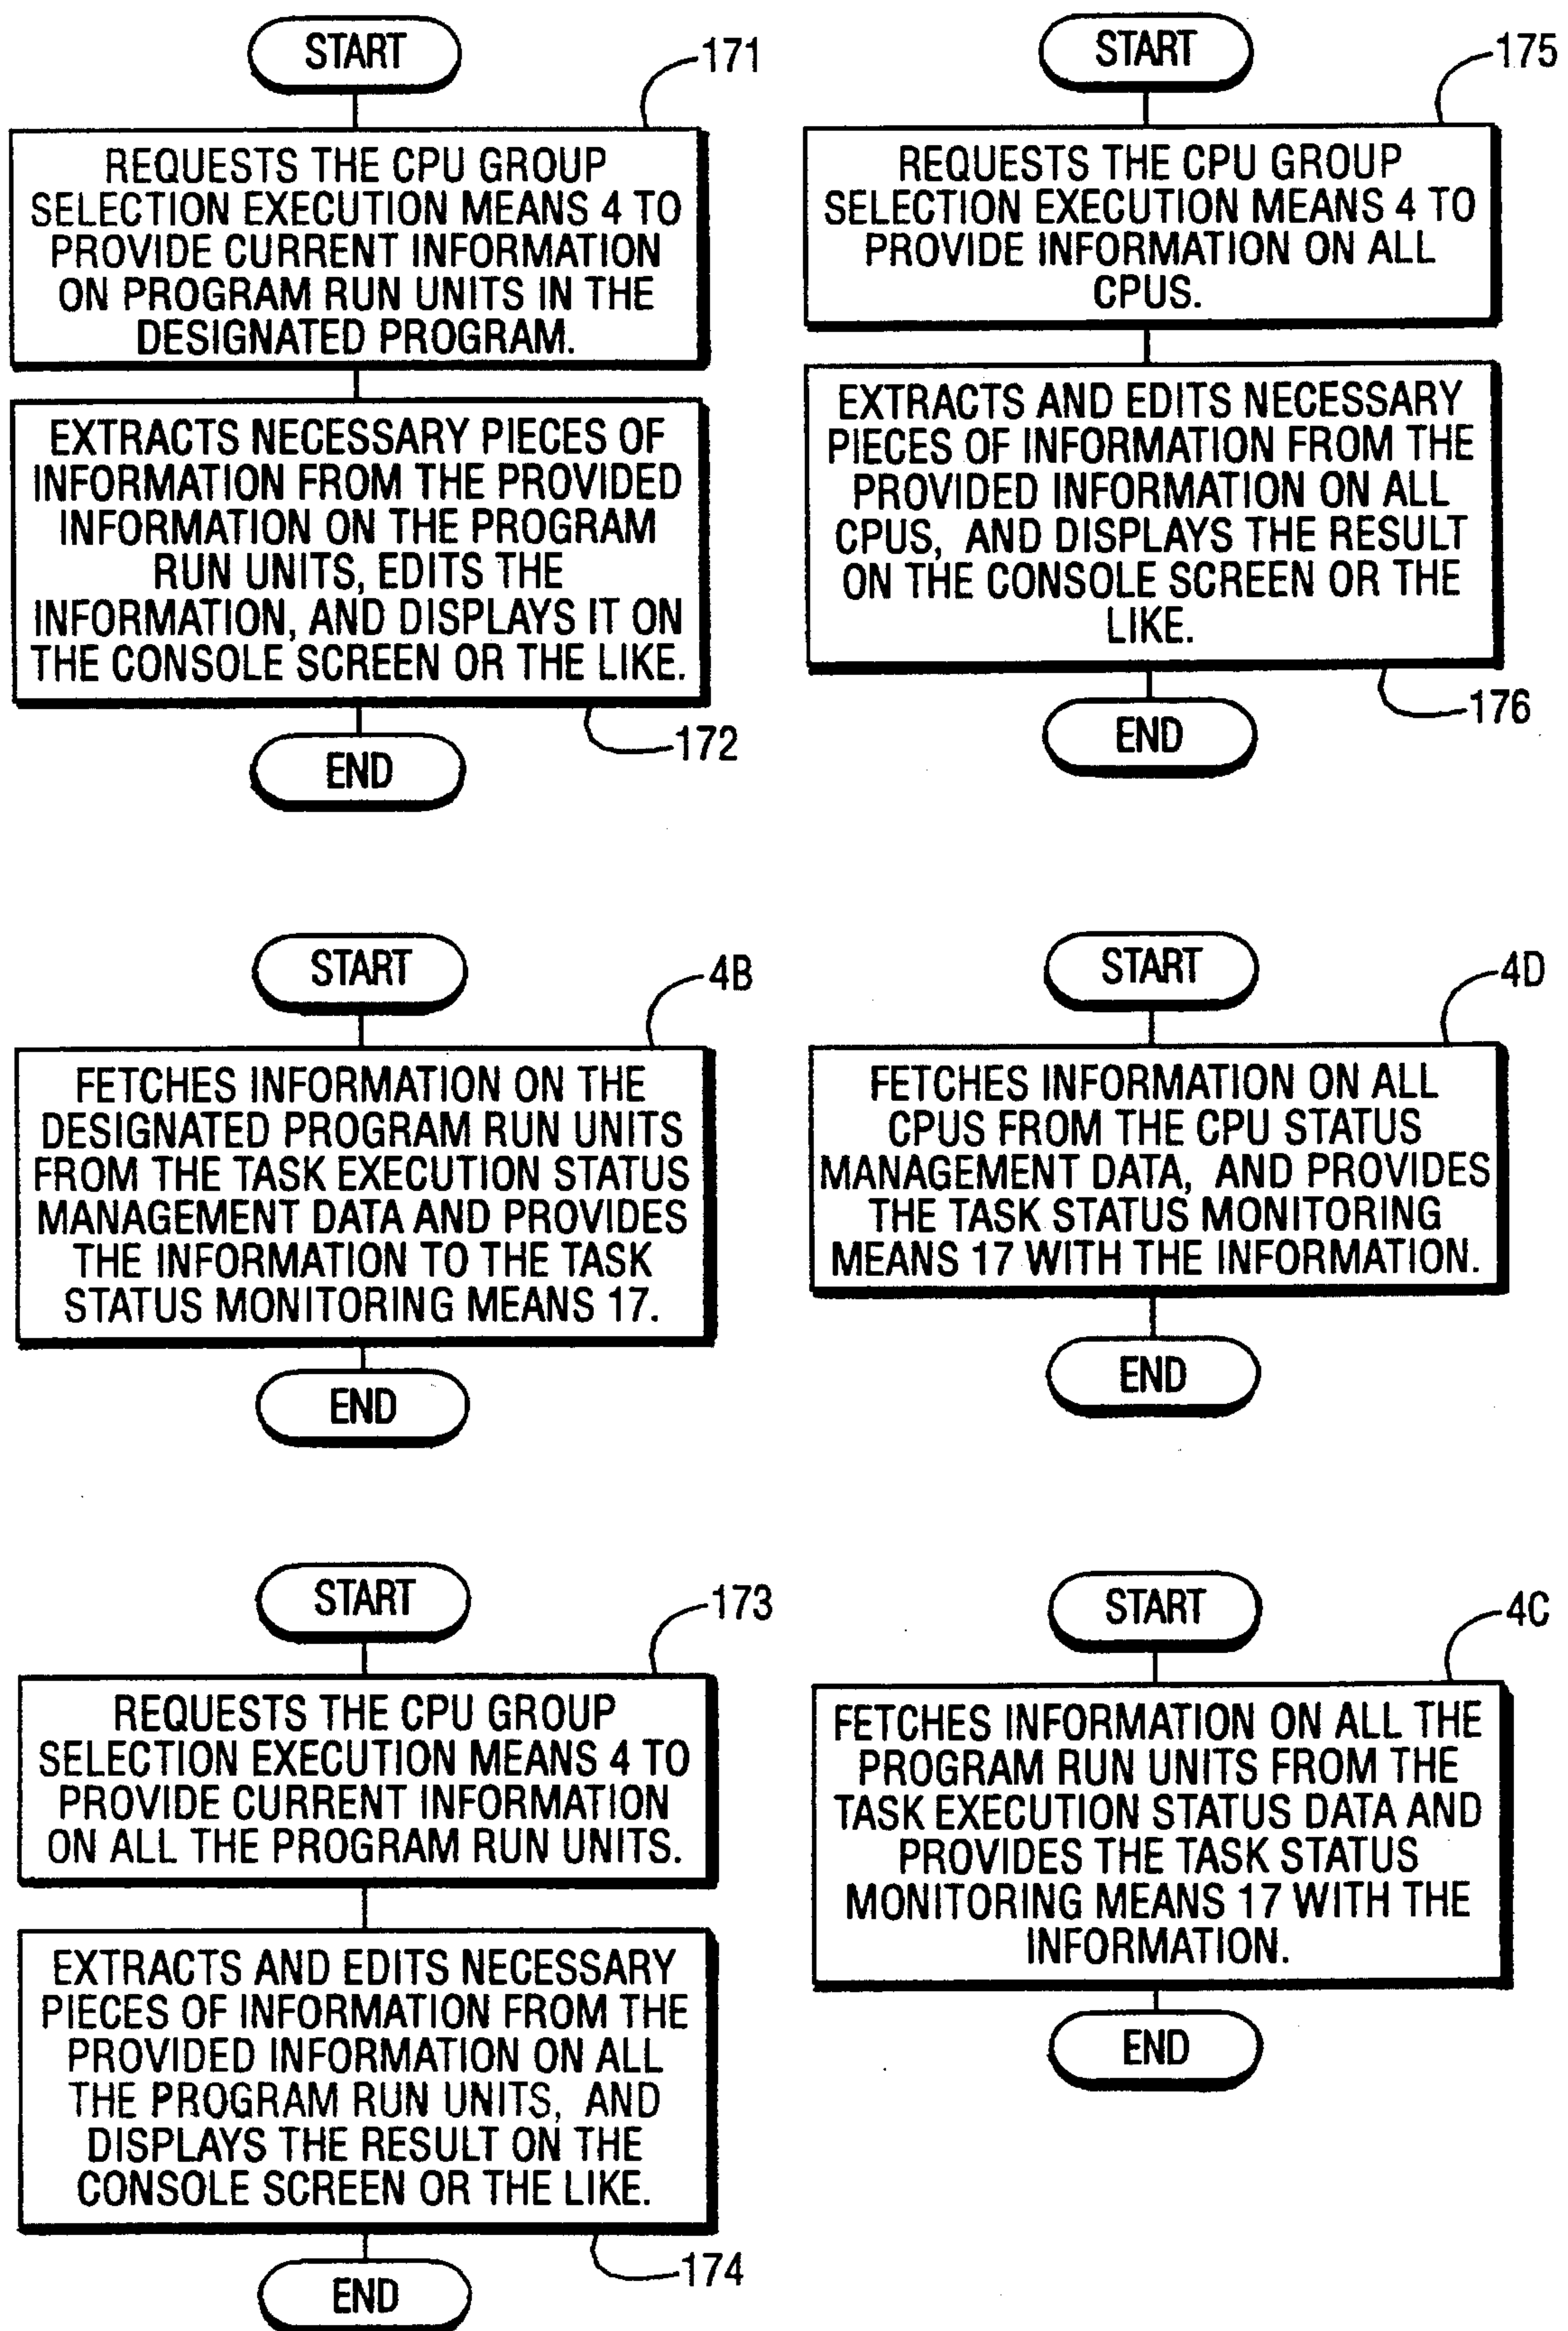 START
171
REQUESTS THE CPU GROUP
SELECTION EXECUTION MEANS 4 TO
PROVIDE CURRENT INFORMATION
ON PROGRAM RUN UNITS IN THE
DESIGNATED PROGRAM.
EXTRACTS NECESSARY PIECES OF
INFORMATION FROM THE PROVIDED
INFORMATION ON THE PROGRAM
RUN UNITS, EDITS THE
INFORMATION, AND DISPLAYS IT ON
THE CONSOLE SCREEN OR THE LIKE.
172
END
START
175
REQUESTS THE CPU GROUP
SELECTION EXECUTION MEANS 4 TO
PROVIDE INFORMATION ON ALL
CPUS.
EXTRACTS AND EDITS NECESSARY
PIECES OF INFORMATION FROM THE
PROVIDED INFORMATION ON ALL
CPUS, AND DISPLAYS THE RESULT
ON THE CONSOLE SCREEN OR THE
LIKE.
176
END
START
4B
FETCHES INFORMATION ON THE
DESIGNATED PROGRAM RUN UNITS
FROM THE TASK EXECUTION STATUS
MANAGEMENT DATA AND PROVIDES
THE INFORMATION TO THE TASK
STATUS MONITORING MEANS 17.
END
START
4D
FETCHES INFORMATION ON ALL
CPUS FROM THE CPU STATUS
MANAGEMENT DATA, AND PROVIDES
THE TASK STATUS MONITORING
MEANS 17 WITH THE INFORMATION.
END
START
173
REQUESTS THE CPU GROUP
SELECTION EXECUTION MEANS 4 TO
PROVIDE CURRENT INFORMATION
ON ALL THE PROGRAM RUN UNITS.
EXTRACTS AND EDITS NECESSARY
PIECES OF INFORMATION FROM THE
PROVIDED INFORMATION ON ALL
THE PROGRAM RUN UNITS, AND
DISPLAYS THE RESULT ON THE
CONSOLE SCREEN OR THE LIKE.
174
END
START
4C
FETCHES INFORMATION ON ALL THE
PROGRAM RUN UNITS FROM THE
TASK EXECUTION STATUS DATA AND
PROVIDES THE TASK STATUS
MONITORING MEANS 17 WITH THE
INFORMATION.
END